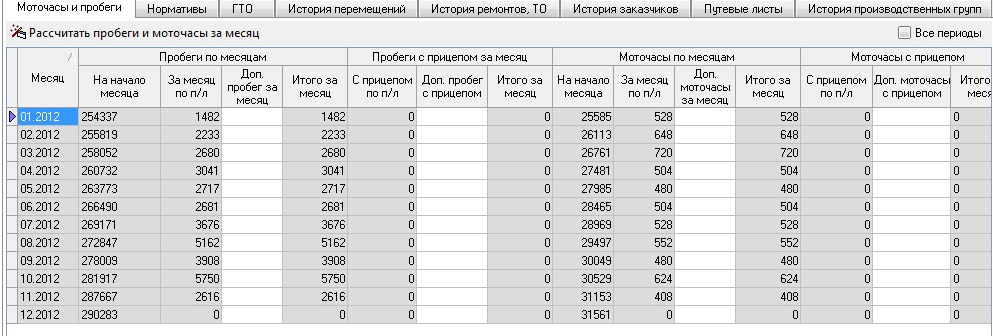 Моточасы и пробеги Нормативы ГТО История перемещений История ремонтов, ТО История заказчиков Путевые листы История производственных групп
Рассчитать пробеги и моточасы за месяц Все периоды
Месяц Пробеги по месяцам Пробеги с прицепом за месяц Моточасы по месяцам Моточасы с прицепом
На начало месяца За месяц по п/л Доп. пробег за месяц Итого за месяц С прицепом по п/л Доп. пробег с прицепом Итого за месяц На начало месяца За месяц по п/л Доп. моточасы за месяц Итого за месяц С прицепом по п/л Доп. моточасы с прицепом
01.2012 254337 1482 1482 0 0 25585 528 528 0 0
02.2012 255819 2233 2233 0 0 26113 648 648 0 0
03.2012 258052 2680 2680 0 0 26761 720 720 0 0
04.2012 260732 3041 3041 0 0 27481 504 504 0 0
05.2012 263773 2717 2717 0 0 27985 480 480 0 0
06.2012 266490 2681 2681 0 0 28465 504 504 0 0
07.2012 269171 3676 3676 0 0 28969 528 528 0 0
08.2012 272847 5162 5162 0 0 29497 552 552 0 0
09.2012 278009 3908 3908 0 0 30049 480 480 0 0
10.2012 281917 5750 5750 0 0 30529 624 624 0 0
11.2012 287667 2616 2616 0 0 31153 408 408 0 0
12.2012 290283 0 0 0 0 31561 0 0 0 0